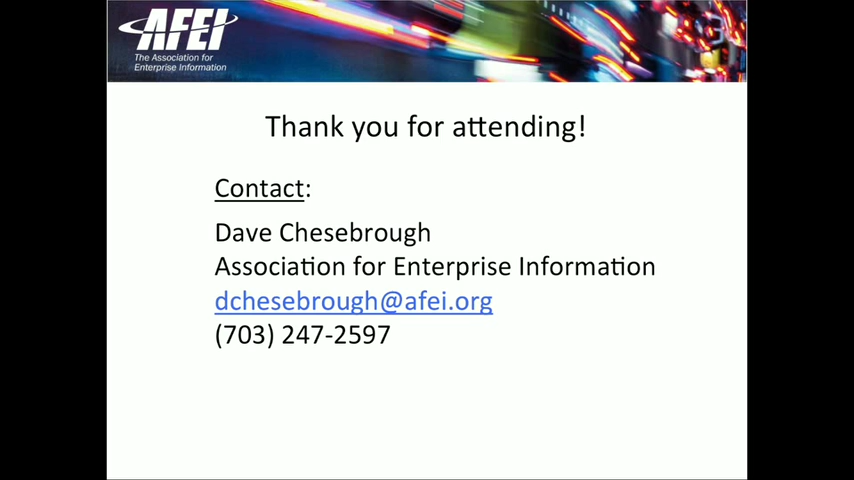 AFEI
The Association for
Enterprise Information
Thank you for attending!
Contact:
Dave Chesebrough
Association for Enterprise Information
dchesebrough@afei.org
(703) 247-2597